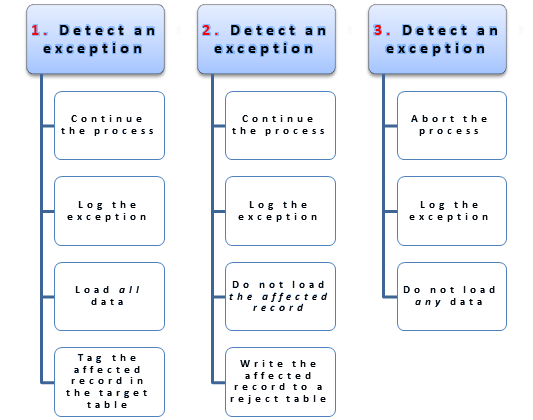 1. Detect an
exception
Continue
the process
Log the
exception
Load all
data
Tag the
affected
record in
the target
table
2. Detect an
exception
Continue
the process
Log the
exception
Do not load
the affected
record
Write the
affected
record to a
reject table
3. Detect an
exception
Abort the
process
Log the
exception
Do not load
any data